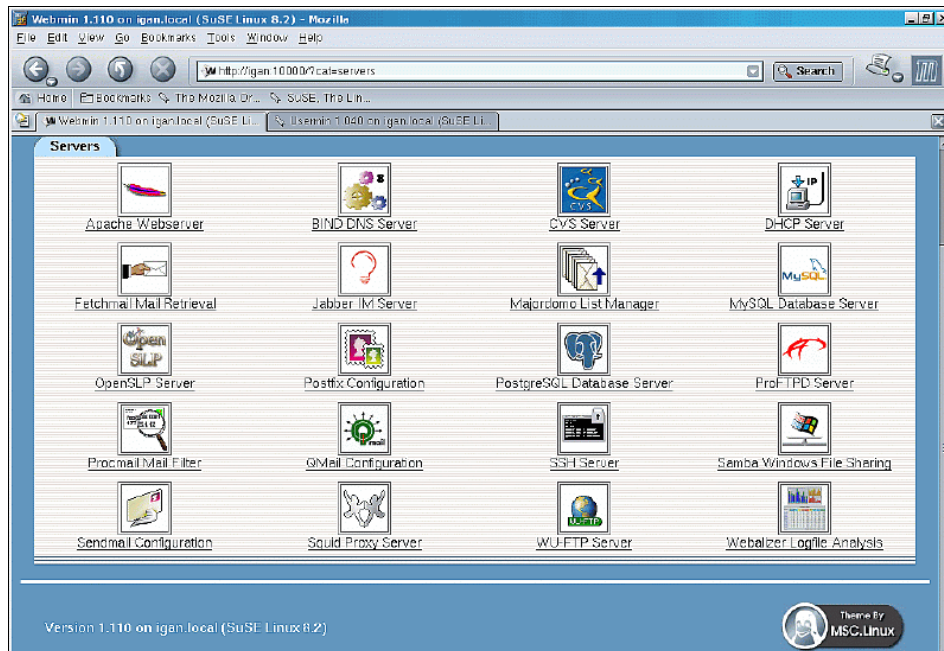 Webmin 1.110 on igan.local (SuSE Linux 8.2) - Mozilla
File Edit View Go Bookmarks Tools Window Help
http://igan:10000/?cat=servers
Search
Home Bookmarks The Mozilla Or... SuSE, The Lin...
Webmin 1.110 on igan.local (SuSE Li... Usermin 1.040 on igan.local (SuSE Li...
Servers
Apache Webserver BIND DNS Server CVS Server DHCP Server
Fetchmail Mail Retrieval Jabber IM Server Majordomo List Manager MySQL Database Server
OpenSLP Server Postfix Configuration PostgreSQL Database Server ProFTPD Server
Procmail Mail Filter QMail Configuration SSH Server Samba Windows File Sharing
Sendmail Configuration Squid Proxy Server WU-FTP Server Webalizer Logfile Analysis
Version 1.110 on igan.local (SuSE Linux 8.2)
Theme By
MSC.Linux